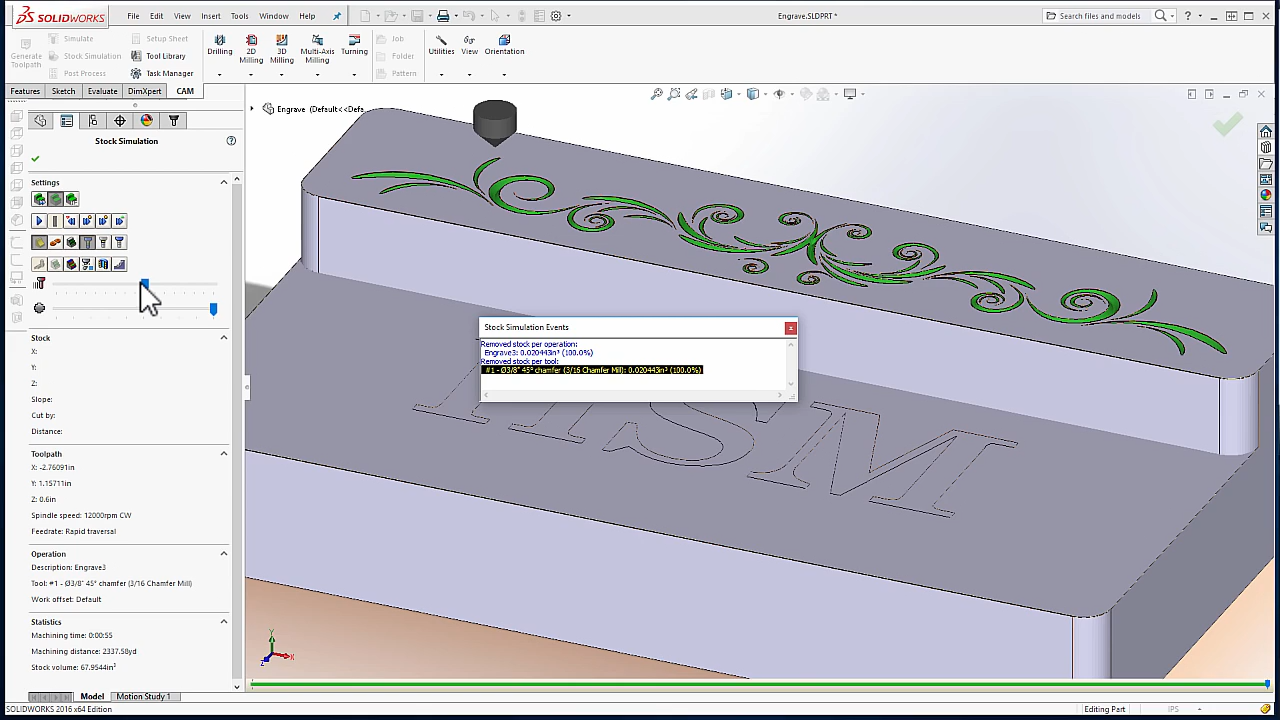 SOLIDWORKS
File Edit View Insert Tools Window Help
Engrave.SLDPRT *
Search files and models
Generate Toolpath
Simulate
Stock Simulation
Post Process
Setup Sheet
Tool Library
Task Manager
Drilling
2D Milling
3D Milling
Multi-Axis Milling
Turning
Job
Folder
Pattern
Utilities
View
Orientation
Features Sketch Evaluate DimXpert CAM
Engrave (Default<<Defa
Stock Simulation
Settings
Stock
X:
Y:
Z:
Slope:
Cut by:
Distance:
Toolpath
X: -2.76091in
Y: 1.15711in
Z: 0.6in
Spindle speed: 12000rpm CW
Feedrate: Rapid traversal
Operation
Description: Engrave3
Tool: #1 - Ø3/8" 45° chamfer (3/16 Chamfer Mill)
Work offset: Default
Statistics
Machining time: 0:00:55
Machining distance: 2337.58yd
Stock volume: 67.9544in³
Stock Simulation Events
Removed stock per operation:
Engrave3: 0.020443in³ (100.0%)
Removed stock per tool:
#1 - Ø3/8" 45° chamfer (3/16 Chamfer Mill): 0.020443in³ (100.0%)
HSM
Y
X
Z
Model Motion Study 1
SOLIDWORKS 2016 x64 Edition
Editing Part
IPS